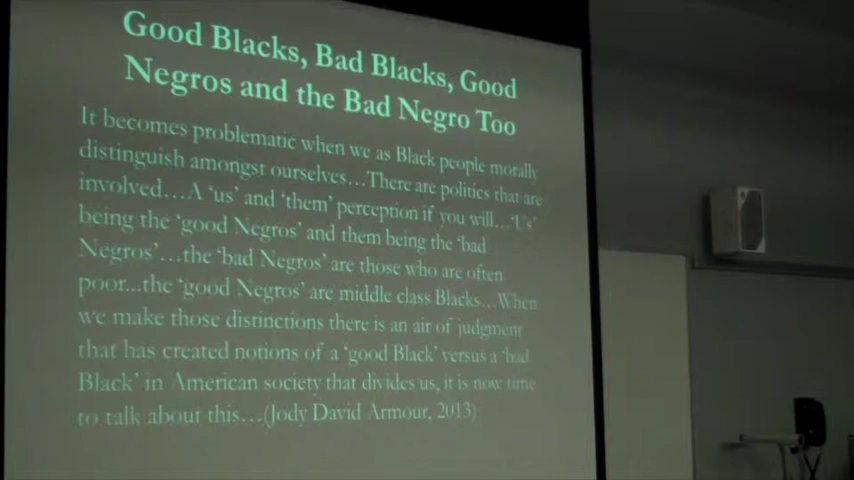 Good Blacks, Bad Blacks, Good
Negros and the Bad Negro Too
It becomes problematic when we as Black people morally
distinguish amongst ourselves…There are politics that are
involved…A ‘us’ and ‘them’ perception if you will…‘Us’
being the ‘good Negros’ and them being the ‘bad
Negros’…the ‘bad Negros’ are those who are often
poor...the ‘good Negros’ are middle class Blacks…When
we make those distinctions there is an air of judgment
that has created notions of a ‘good Black’ versus a ‘bad
Black’ in American society that divides us, it is now time
to talk about this…(Jody David Armour, 2013)